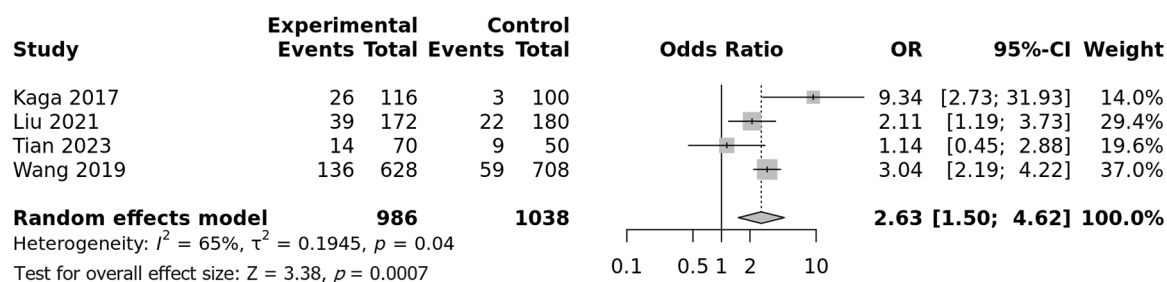 Experimental Control
Study Events Total Events Total Odds Ratio OR 95%-CI Weight
Kaga 2017 26 116 3 100 9.34 [2.73; 31.93] 14.0%
Liu 2021 39 172 22 180 2.11 [1.19; 3.73] 29.4%
Tian 2023 14 70 9 50 1.14 [0.45; 2.88] 19.6%
Wang 2019 136 628 59 708 3.04 [2.19; 4.22] 37.0%
Random effects model 986 1038 2.63 [1.50; 4.62] 100.0%
Heterogeneity: I² = 65%, τ² = 0.1945, p = 0.04
0.1 0.5 1 2 10
Test for overall effect size: Z = 3.38, p = 0.0007